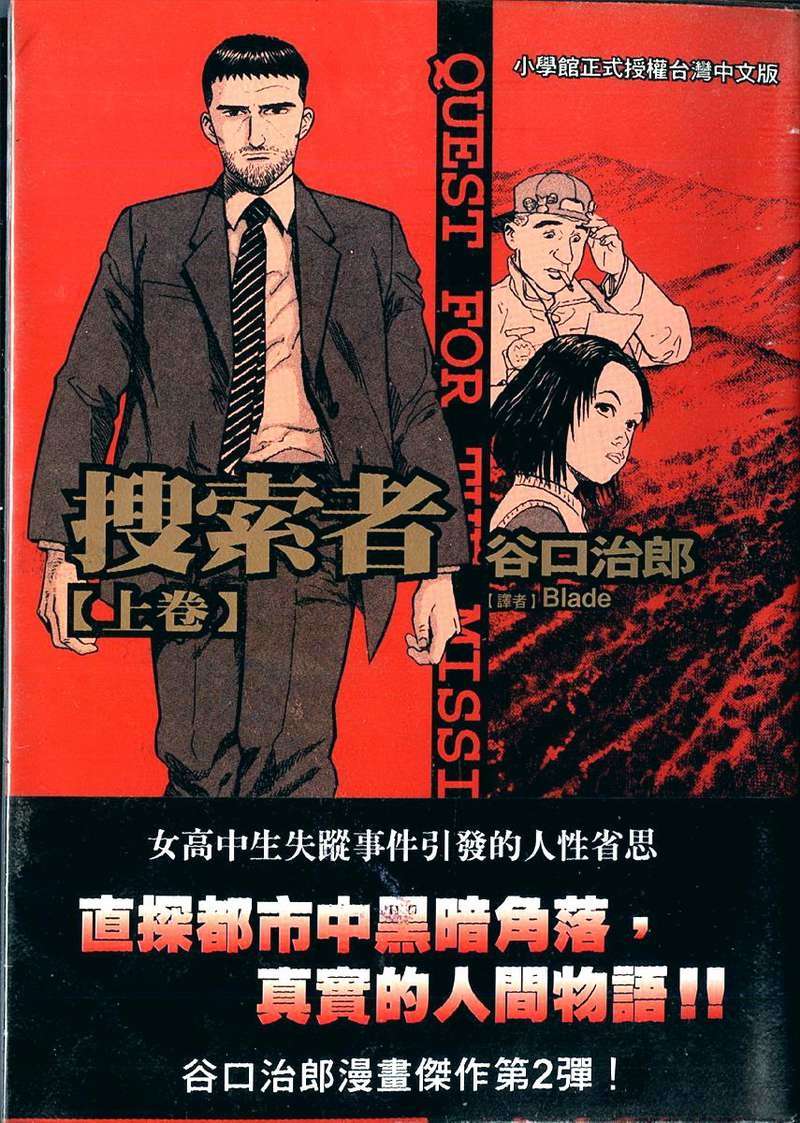 小學館正式授權台灣中文版
QUEST FOR THE MISSI
搜索者
【上卷】
谷口治郎
【譯者】Blade
女高中生失蹤事件引發的人性省思
直探都市中黑暗角落，
真實的人間物語!!
谷口治郎漫畫傑作第2彈！